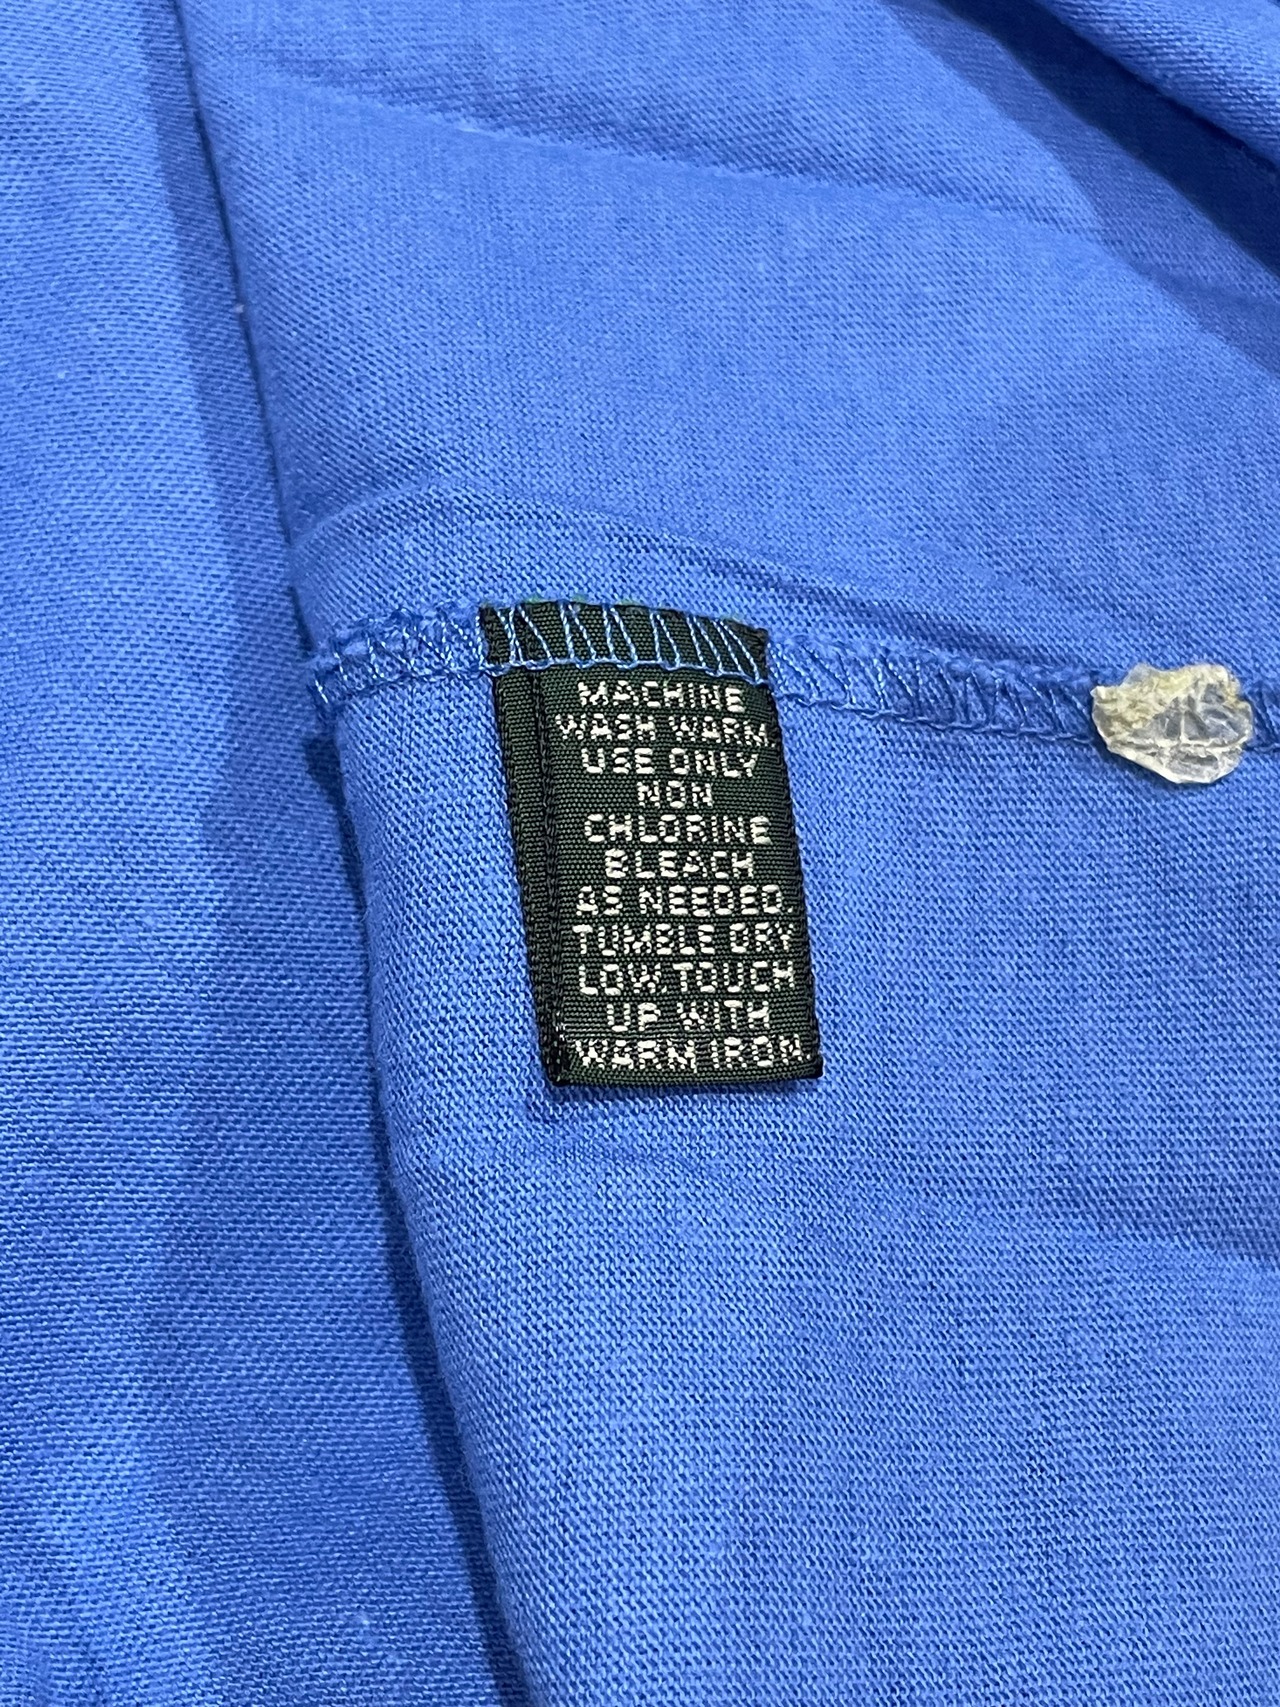 MACHINE
WASH WARM.
USE ONLY
NON
CHLORINE
BLEACH
AS NEEDED.
TUMBLE DRY
LOW.TOUCH
UP WITH
WARM IRON.